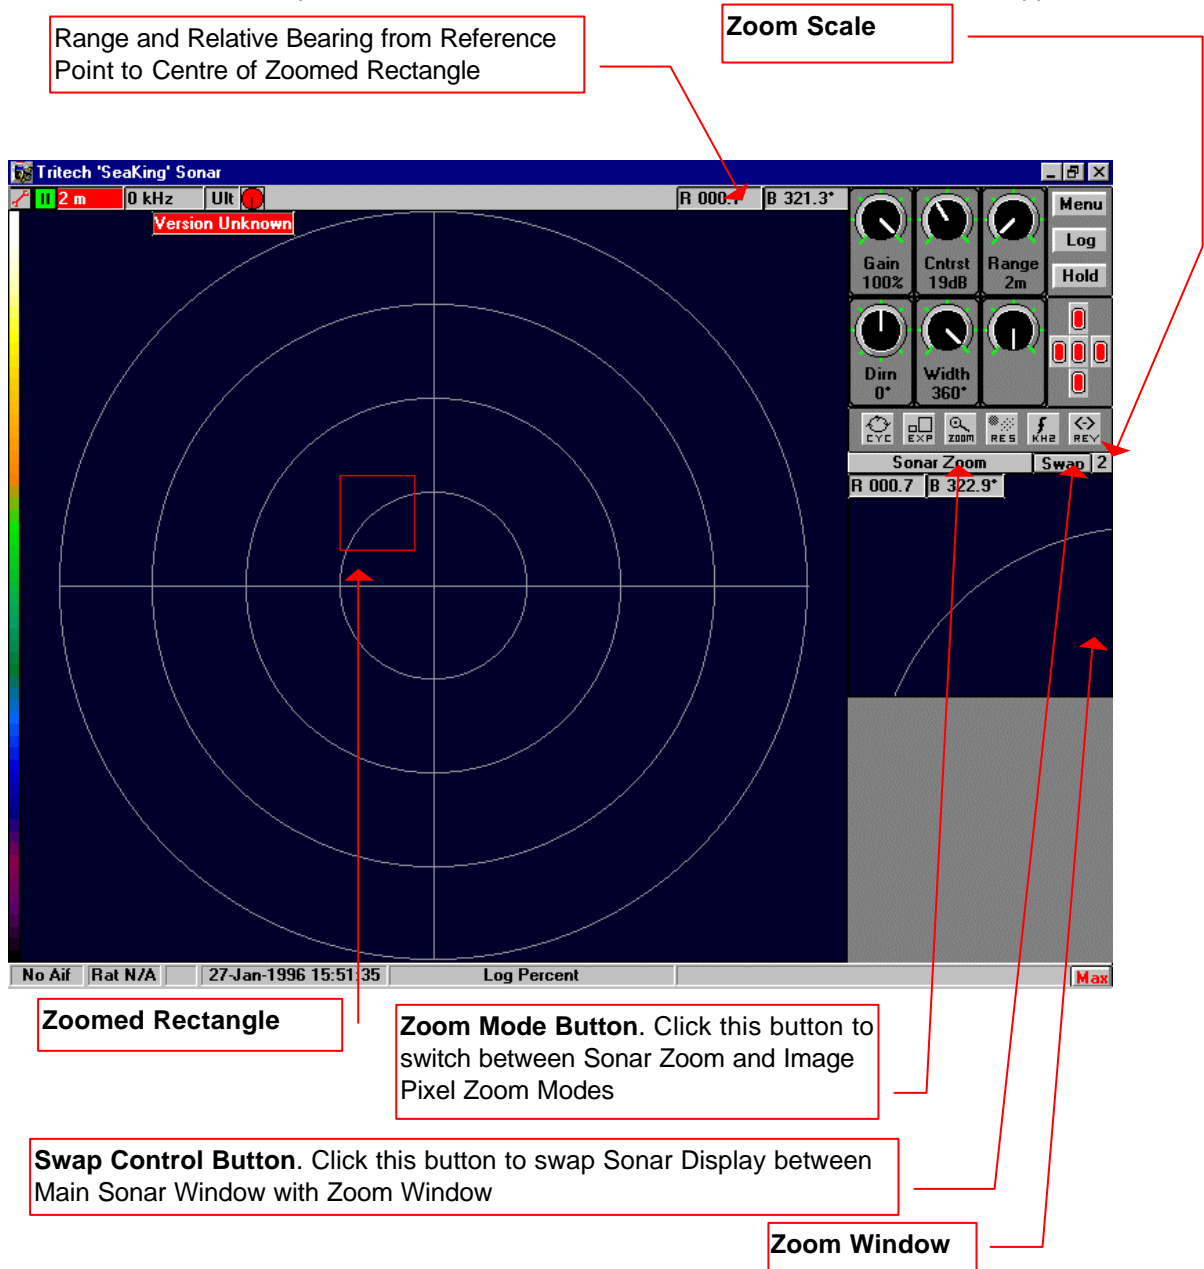 Zoom Scale
Range and Relative Bearing from Reference
Point to Centre of Zoomed Rectangle
Tritech 'SeaKing' Sonar
2 m
0 kHz
Ult
R 000.7
B 321.3°
Version Unknown
Menu
Log
Hold
Gain
100%
Cntrst
19dB
Range
2m
Dirn
0°
Width
360°
CYC
EXP
ZOOM
RES
KHZ
REV
Sonar Zoom
Swap
2
R 000.7
B 322.9°
No Aif
Rat N/A
27-Jan-1996 15:51:35
Log Percent
Max
Zoomed Rectangle
Zoom Mode Button. Click this button to
switch between Sonar Zoom and Image
Pixel Zoom Modes
Swap Control Button. Click this button to swap Sonar Display between
Main Sonar Window with Zoom Window
Zoom Window